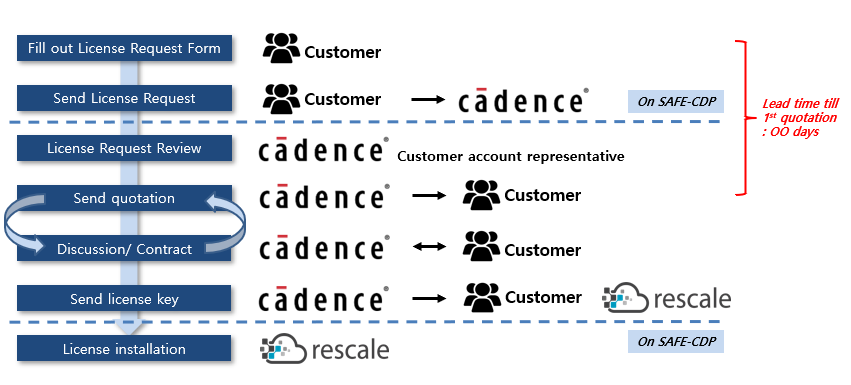 Fill out License Request Form
Customer
Send License Request
Customer
cādence®
On SAFE-CDP
Lead time till
1st quotation
: OO days
License Request Review
cādence®
Customer account representative
Send quotation
cādence®
Customer
Discussion/ Contract
cādence®
Customer
Send license key
cādence®
Customer
rescale
License installation
rescale
On SAFE-CDP